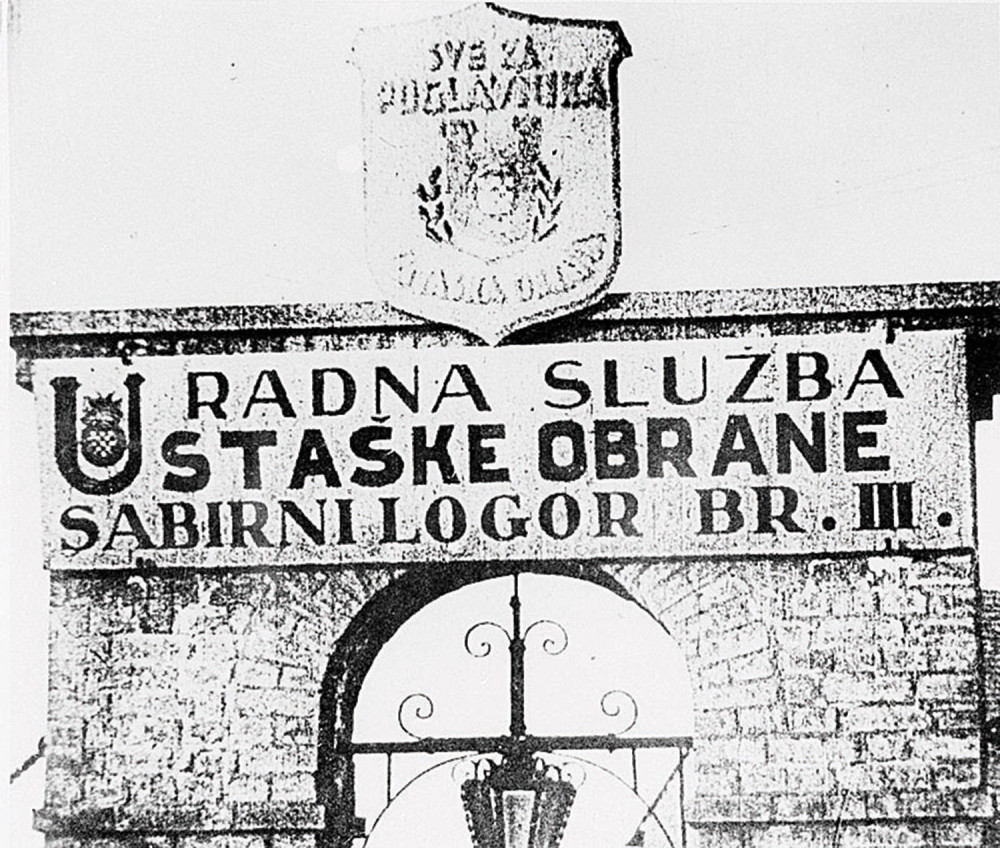 SVE ZA
POGLAVNIKA
RADNA SLUŽBA
USTAŠKE OBRANE
SABIRNI LOGOR BR. III.